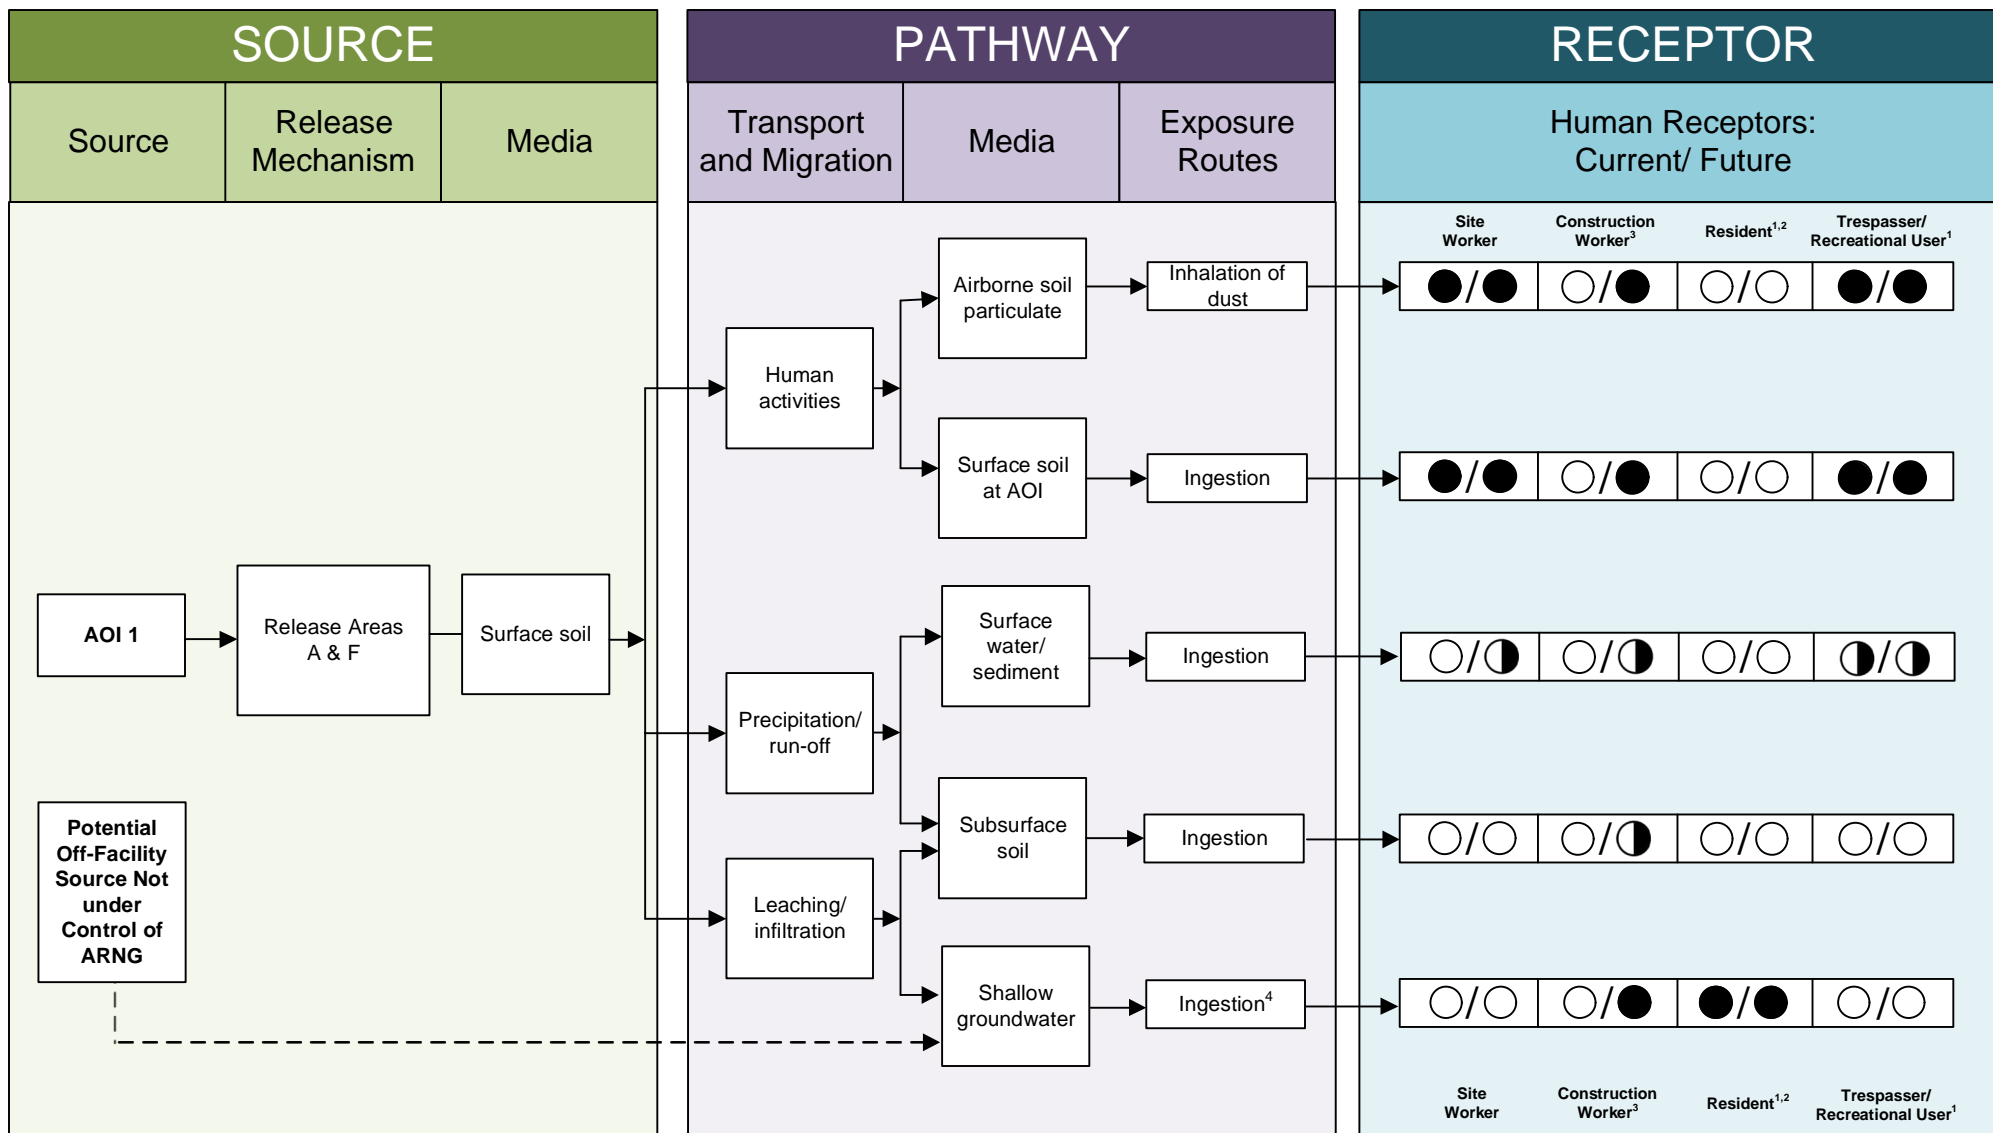 SOURCE
PATHWAY
RECEPTOR
Source
Release
Mechanism
Media
Transport
and Migration
Media
Exposure
Routes
Human Receptors:
Current/ Future
Site
Worker
Construction
Worker³
Resident¹,²
Trespasser/
Recreational User¹
Airborne soil
particulate
Inhalation of
dust
Human
activities
Surface soil
at AOI
Ingestion
AOI 1
Release Areas
A & F
Surface soil
Surface
water/
sediment
Ingestion
Precipitation/
run-off
Potential
Off-Facility
Source Not
under
Control of
ARNG
Subsurface
soil
Ingestion
Leaching/
infiltration
Shallow
groundwater
Ingestion⁴
Site
Worker
Construction
Worker³
Resident¹,²
Trespasser/
Recreational User¹